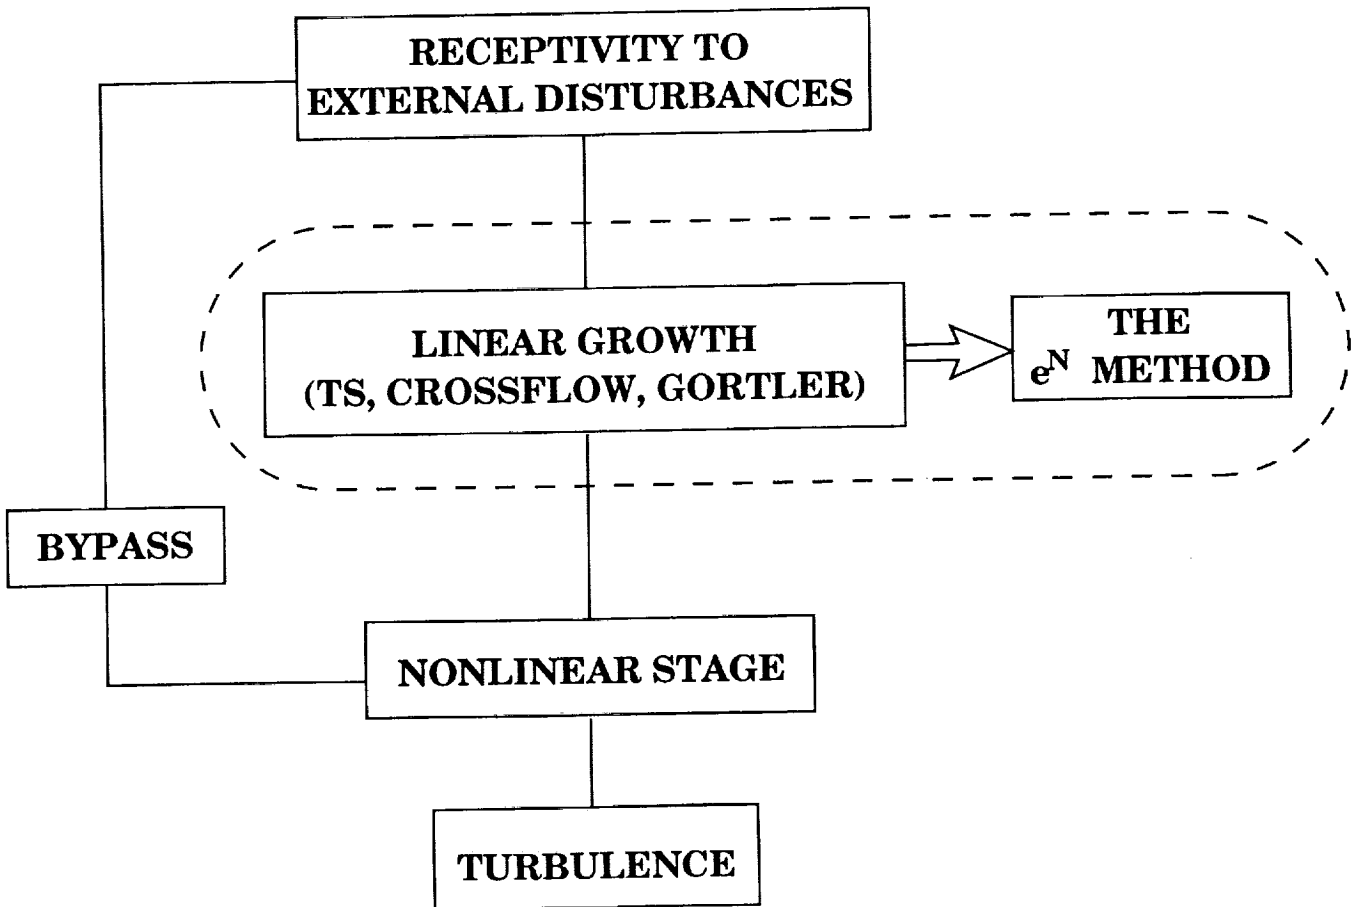 RECEPTIVITY TO
EXTERNAL DISTURBANCES
LINEAR GROWTH
(TS, CROSSFLOW, GORTLER)
THE
e^N METHOD
BYPASS
NONLINEAR STAGE
TURBULENCE